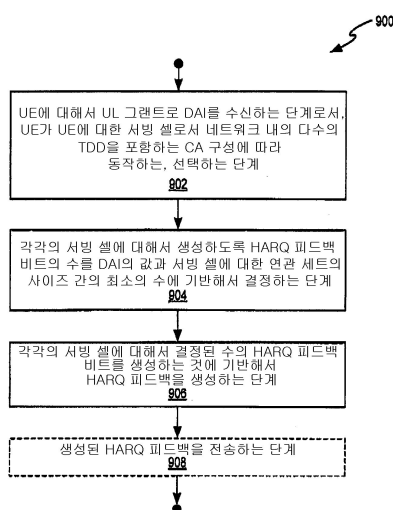 900
UE에 대해서 UL 그랜트로 DAI를 수신하는 단계로서,
UE가 UE에 대한 서빙 셀로서 네트워크 내의 다수의
TDD을 포함하는 CA 구성에 따라
동작하는, 선택하는 단계
902
각각의 서빙 셀에 대해서 생성하도록 HARQ 피드백
비트의 수를 DAI의 값과 서빙 셀에 대한 연관 세트의
사이즈 간의 최소의 수에 기반해서 결정하는 단계
904
각각의 서빙 셀에 대해서 결정된 수의 HARQ 피드백
비트를 생성하는 것에 기반해서
HARQ 피드백을 생성하는 단계
906
생성된 HARQ 피드백을 전송하는 단계
908